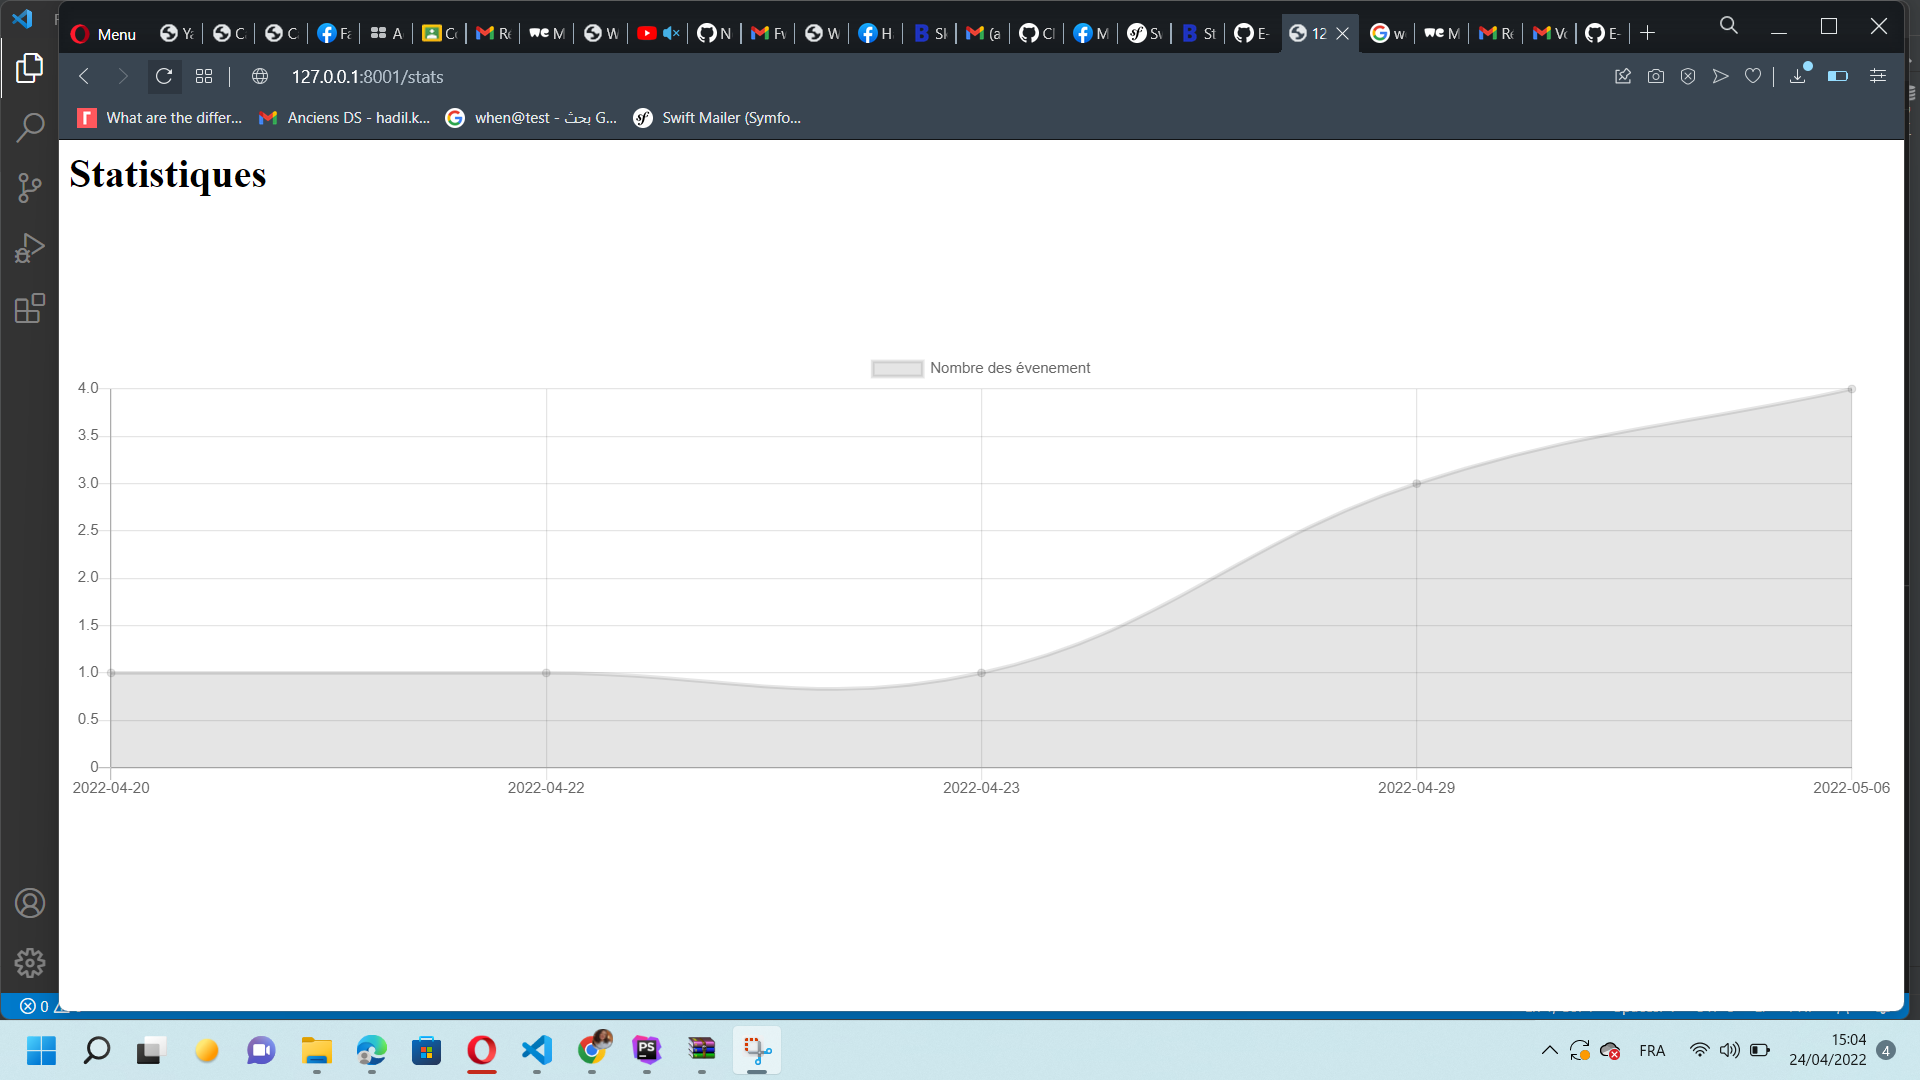 Menu
127.0.0.1:8001/stats
What are the differ...
Anciens DS - hadil.k...
when@test - بحث G...
Swift Mailer (Symfo...
Statistiques
Nombre des évenement
4.0
3.5
3.0
2.5
2.0
1.5
1.0
0.5
0
2022-04-20
2022-04-22
2022-04-23
2022-04-29
2022-05-06
0
FRA
15:04
24/04/2022
4